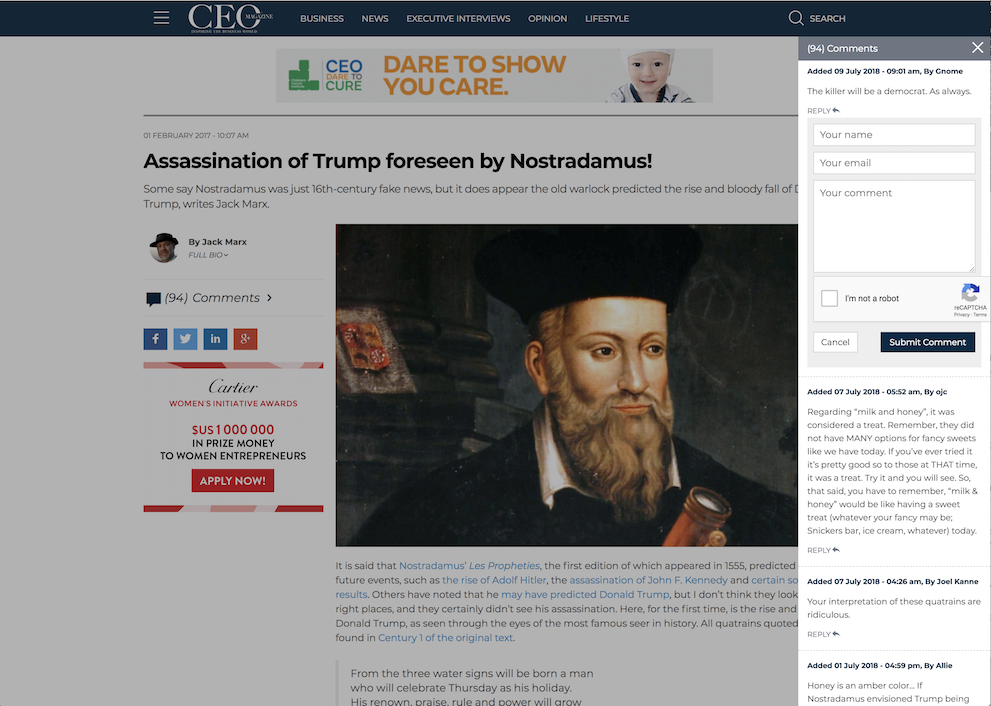 CEO MAGAZINE
INSPIRING THE BUSINESS WORLD
BUSINESS NEWS EXECUTIVE INTERVIEWS OPINION LIFESTYLE
SEARCH
CEO
DARE TO
CURE
DARE TO SHOW
YOU CARE.
01 FEBRUARY 2017 - 10:07 AM
Assassination of Trump foreseen by Nostradamus!
Some say Nostradamus was just 16th-century fake news, but it does appear the old warlock predicted the rise and bloody fall of D
Trump, writes Jack Marx.
By Jack Marx
FULL BIO
(94) Comments
f
in
g+
Cartier
WOMEN'S INITIATIVE AWARDS
$US 1 000 000
IN PRIZE MONEY
TO WOMEN ENTREPRENEURS
APPLY NOW!
It is said that Nostradamus' Les Propheties, the first edition of which appeared in 1555, predicted
future events, such as the rise of Adolf Hitler, the assassination of John F. Kennedy and certain so
results. Others have noted that he may have predicted Donald Trump, but I don't think they look
right places, and they certainly didn't see his assassination. Here, for the first time, is the rise and
Donald Trump, as seen through the eyes of the most famous seer in history. All quatrains quoted
found in Century 1 of the original text.
From the three water signs will be born a man
who will celebrate Thursday as his holiday.
His renown, praise, rule and power will grow
(94) Comments
Added 09 July 2018 - 09:01 am, By Gnome
The killer will be a democrat. As always.
REPLY
Your name
Your email
Your comment
I'm not a robot
reCAPTCHA
Privacy - Terms
Cancel
Submit Comment
Added 07 July 2018 - 05:52 am, By ojc
Regarding "milk and honey", it was
considered a treat. Remember, they did
not have MANY options for fancy sweets
like we have today. If you've ever tried it
it's pretty good so to those at THAT time,
it was a treat. Try it and you will see. So,
that said, you have to remember, "milk &
honey" would be like having a sweet
treat (whatever your fancy may be;
Snickers bar, ice cream, whatever) today.
REPLY
Added 07 July 2018 - 04:26 am, By Joel Kanne
Your interpretation of these quatrains are
ridiculous.
REPLY
Added 01 July 2018 - 04:59 pm, By Allie
Honey is an amber color... If
Nostradamus envisioned Trump being